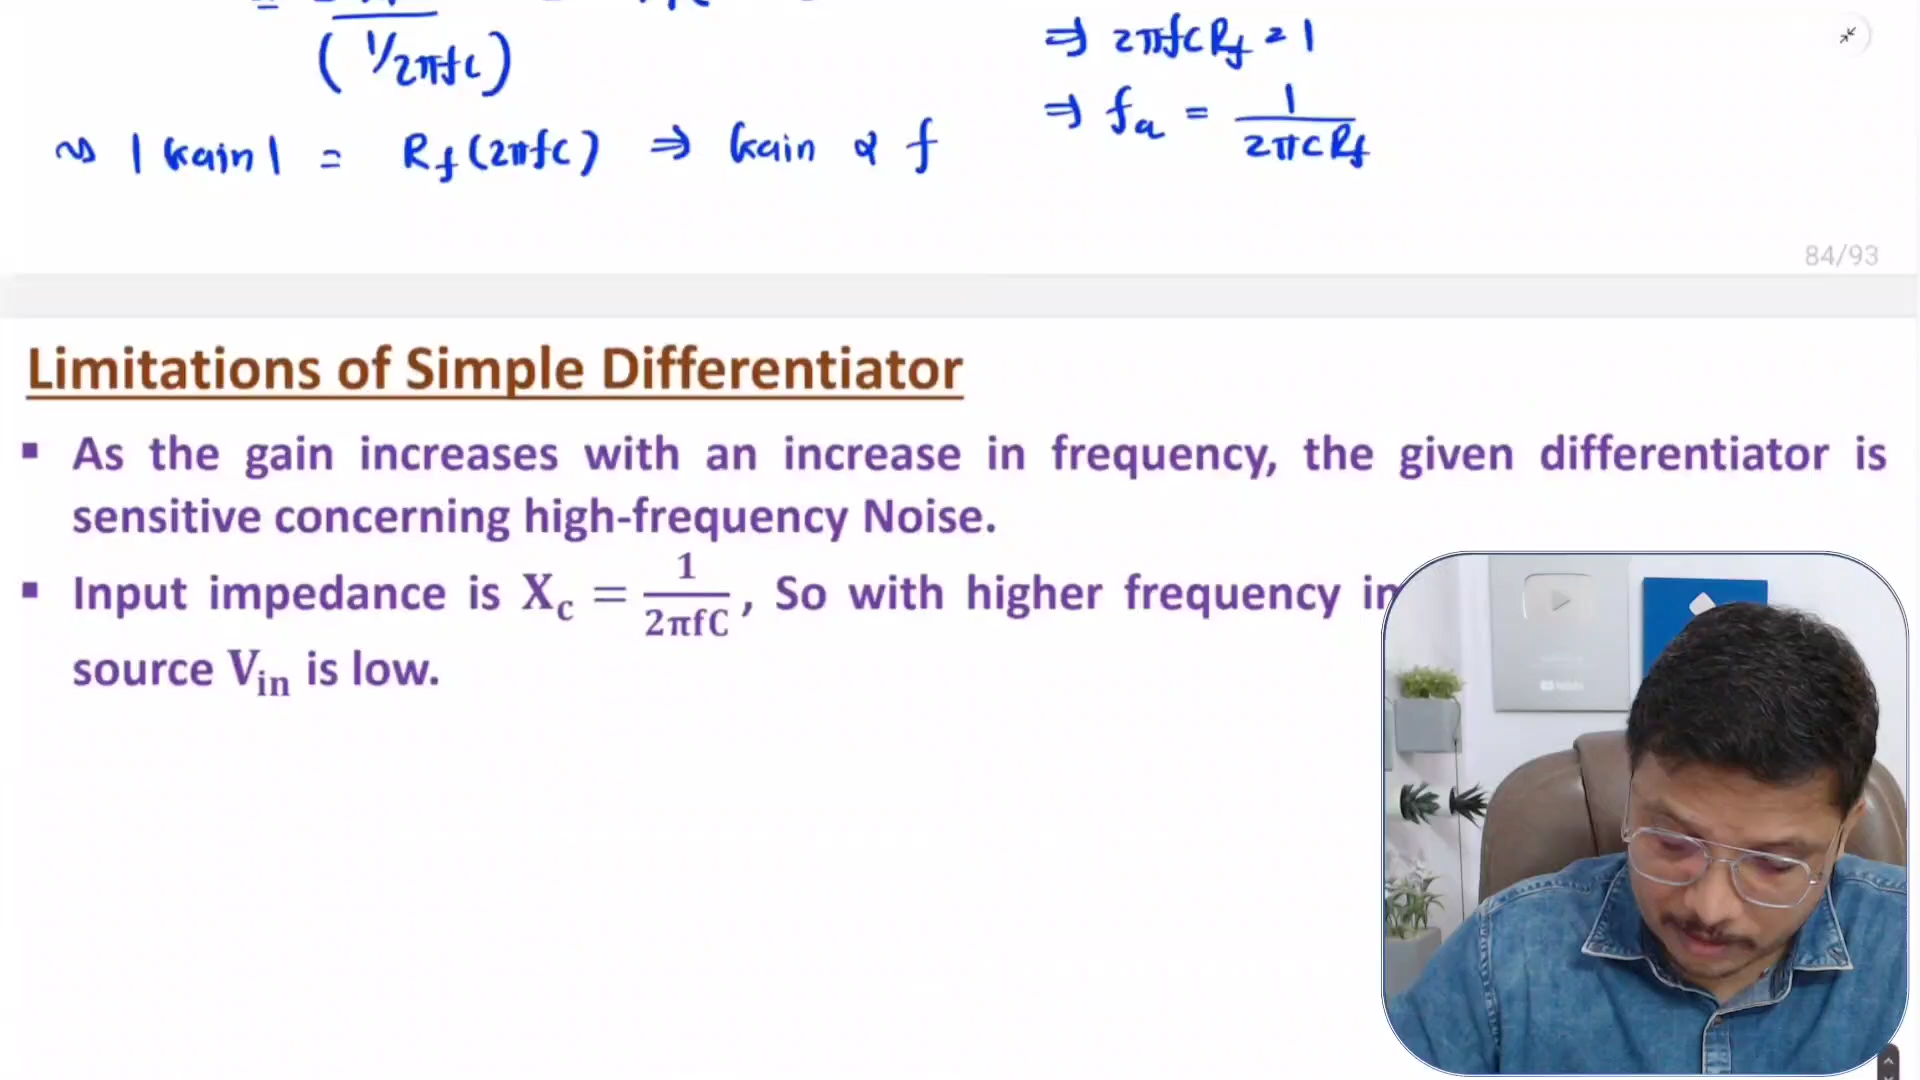 (1/2πfC)
⇒ 2πfCRf = 1
⇒ fa = 1/2πCRf
|Gain| = Rf(2πfC) ⇒ Gain α f
84/93
Limitations of Simple Differentiator
▪ As the gain increases with an increase in frequency, the given differentiator is
sensitive concerning high-frequency Noise.
▪ Input impedance is Xc = 1/2πfC, So with higher frequency
source Vin is low.